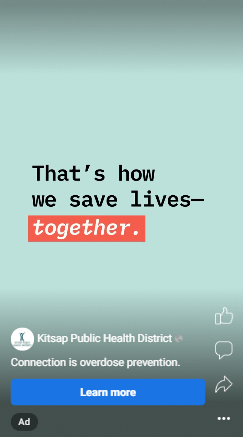 That's how
we save lives—
together.
Kitsap Public Health District
Connection is overdose prevention.
Learn more
Ad